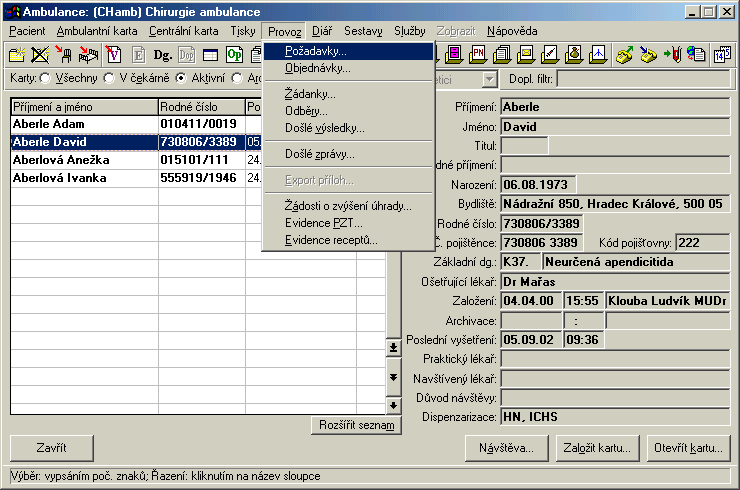 Ambulance: (CHamb) Chirurgie ambulance
Pacient Ambulantní karta Centrální karta Tisky Provoz Diář Sestavy Služby Zobrazit Nápověda
Požadavky...
Objednávky...
Žádanky...
Odběry...
Došlé výsledky...
Došlé zprávy...
Export příloh...
Žádosti o zvýšení úhrady...
Evidence PZT...
Evidence receptů...
Dg. Dop Op PN
Karty: Všechny V čekárně Aktivní Ar
etici Dopl. filtr:
Příjmení a jméno Rodné číslo Po
Aberle Adam 010411/0019
Aberle David 730806/3389 05.
Aberlová Anežka 015101/111 24.
Aberlová Ivanka 555919/1946 24.
Příjmení: Aberle
Jméno: David
Titul:
dné příjmení:
Narození: 06.08.1973
Bydliště: Nádražní 850, Hradec Králové, 500 05
Rodné číslo: 730806/3389
Č. pojištěnce: 730806 3389 Kód pojišťovny: 222
Základní dg.: K37. Neurčená apendicitida
Ošetřující lékař: Dr Mařas
Založení: 04.04.00 15:55 Klouba Ludvík MUDr
Archivace: :
Poslední vyšetření: 05.09.02 09:36
Praktický lékař:
Navštívený lékař:
Důvod návštěvy:
Dispenzarizace: HN, ICHS
Rozšířit seznam
Zavřít Návštěva... Založit kartu... Otevřít kartu...
Výběr: vypsáním poč. znaků; Řazení: kliknutím na název sloupce